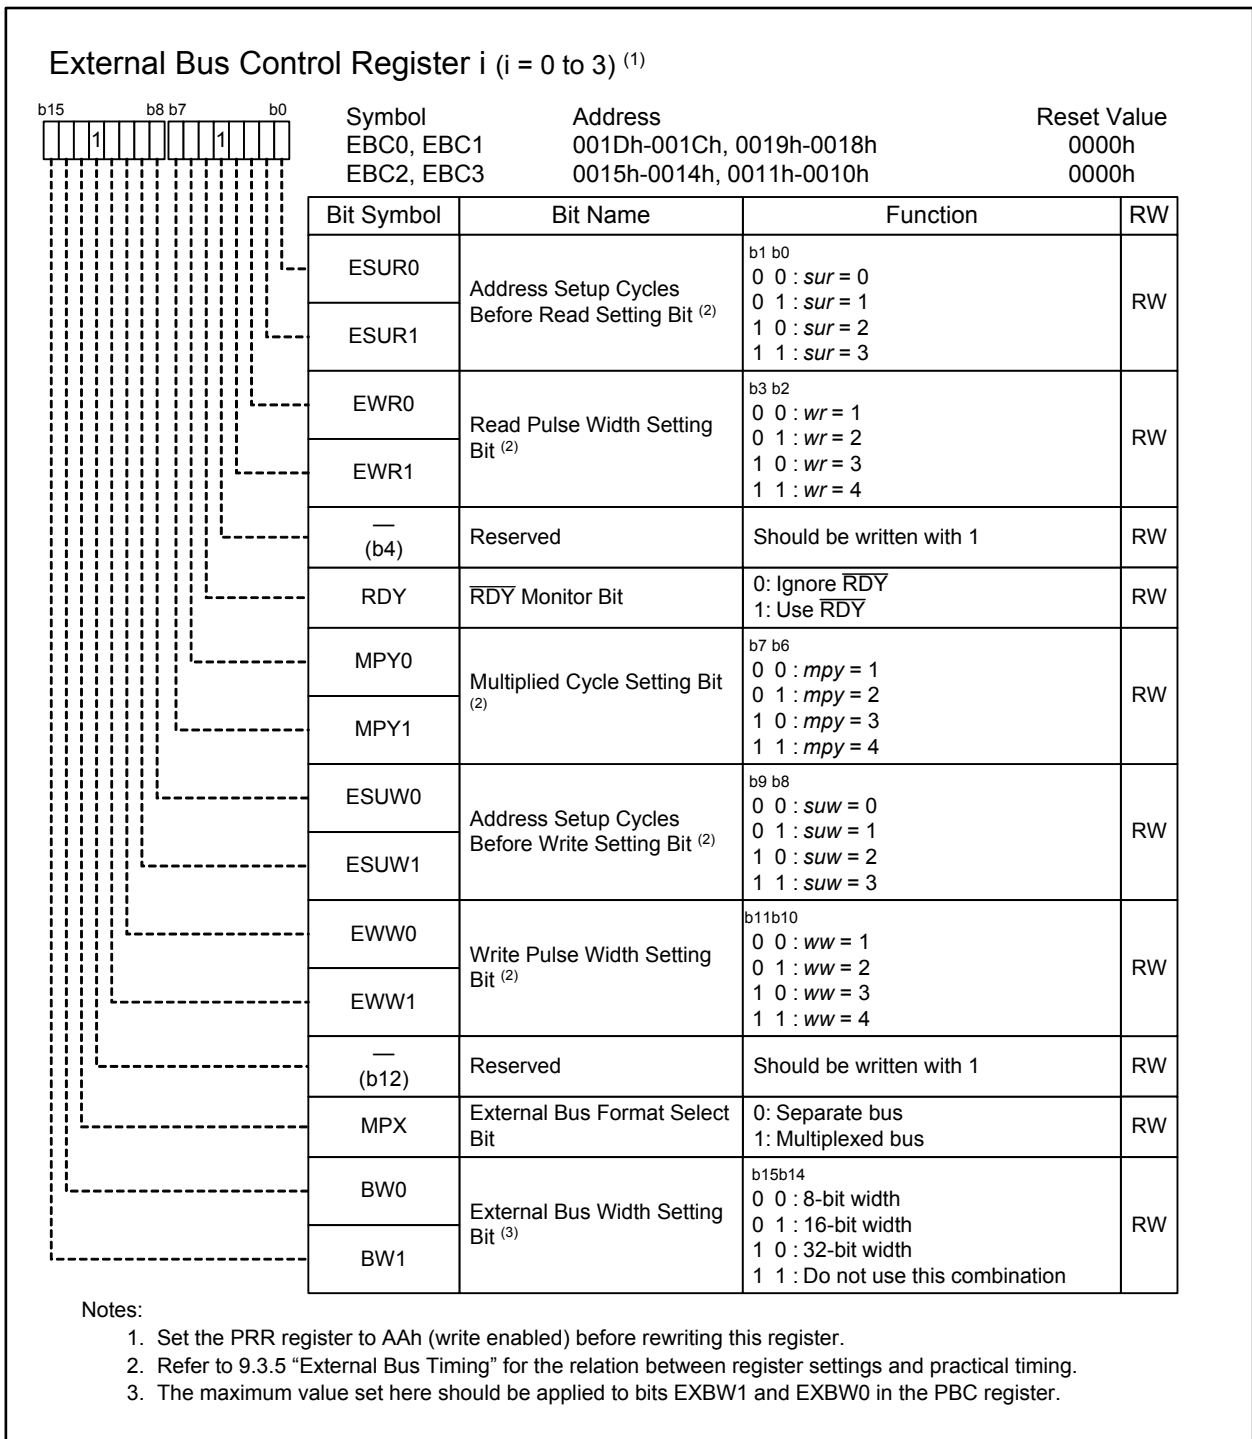 External Bus Control Register i (i = 0 to 3) (1)
b15 b8 b7 b0
1 1
Symbol Address Reset Value
EBC0, EBC1 001Dh-001Ch, 0019h-0018h 0000h
EBC2, EBC3 0015h-0014h, 0011h-0010h 0000h
Bit Symbol Bit Name Function RW
ESUR0
ESUR1
Address Setup Cycles
Before Read Setting Bit (2)
b1 b0
0 0 : sur = 0
0 1 : sur = 1
1 0 : sur = 2
1 1 : sur = 3
RW
EWR0
EWR1
Read Pulse Width Setting
Bit (2)
b3 b2
0 0 : wr = 1
0 1 : wr = 2
1 0 : wr = 3
1 1 : wr = 4
RW
—
(b4)
Reserved
Should be written with 1
RW
RDY
RDY Monitor Bit
0: Ignore RDY
1: Use RDY
RW
MPY0
MPY1
Multiplied Cycle Setting Bit
(2)
b7 b6
0 0 : mpy = 1
0 1 : mpy = 2
1 0 : mpy = 3
1 1 : mpy = 4
RW
ESUW0
ESUW1
Address Setup Cycles
Before Write Setting Bit (2)
b9 b8
0 0 : suw = 0
0 1 : suw = 1
1 0 : suw = 2
1 1 : suw = 3
RW
EWW0
EWW1
Write Pulse Width Setting
Bit (2)
b11b10
0 0 : ww = 1
0 1 : ww = 2
1 0 : ww = 3
1 1 : ww = 4
RW
—
(b12)
Reserved
Should be written with 1
RW
MPX
External Bus Format Select
Bit
0: Separate bus
1: Multiplexed bus
RW
BW0
BW1
External Bus Width Setting
Bit (3)
b15b14
0 0 : 8-bit width
0 1 : 16-bit width
1 0 : 32-bit width
1 1 : Do not use this combination
RW
Notes:
1. Set the PRR register to AAh (write enabled) before rewriting this register.
2. Refer to 9.3.5 “External Bus Timing” for the relation between register settings and practical timing.
3. The maximum value set here should be applied to bits EXBW1 and EXBW0 in the PBC register.